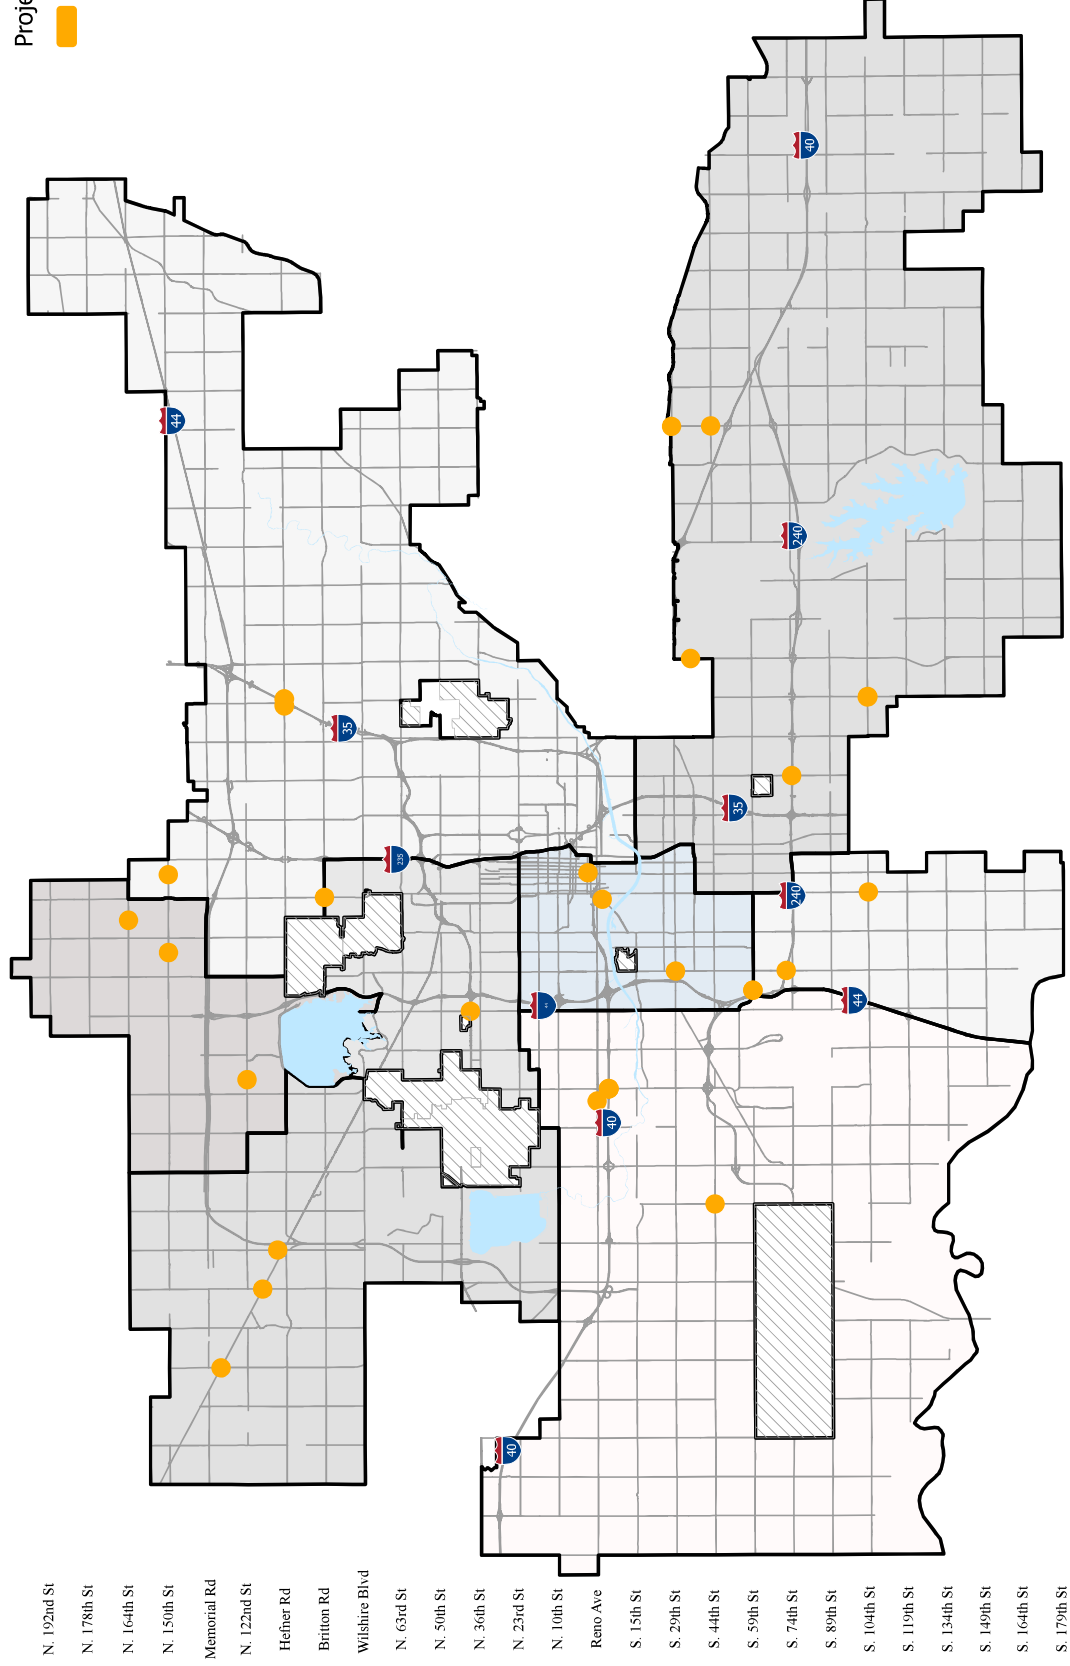 Proje
N. 192nd St
N. 178th St
N. 164th St
N. 150th St
Memorial Rd
N. 122nd St
Hefner Rd
Britton Rd
Wilshire Blvd
N. 63rd St
N. 50th St
N. 36th St
N. 23rd St
N. 10th St
Reno Ave
S. 15th St
S. 29th St
S. 44th St
S. 59th St
S. 74th St
S. 89th St
S. 104th St
S. 119th St
S. 134th St
S. 149th St
S. 164th St
S. 179th St
44
35
235
40
240
35
240
44
40
40